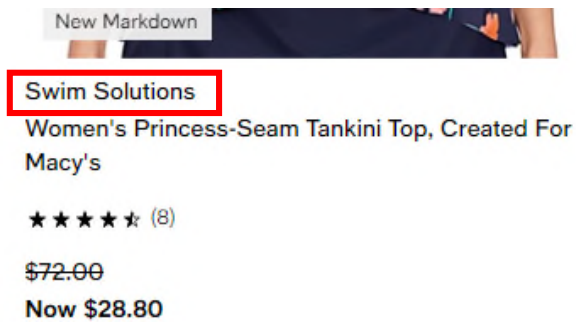 New Markdown
Swim Solutions
Women's Princess-Seam Tankini Top, Created For
Macy's
(8)
$72.00
Now $28.80